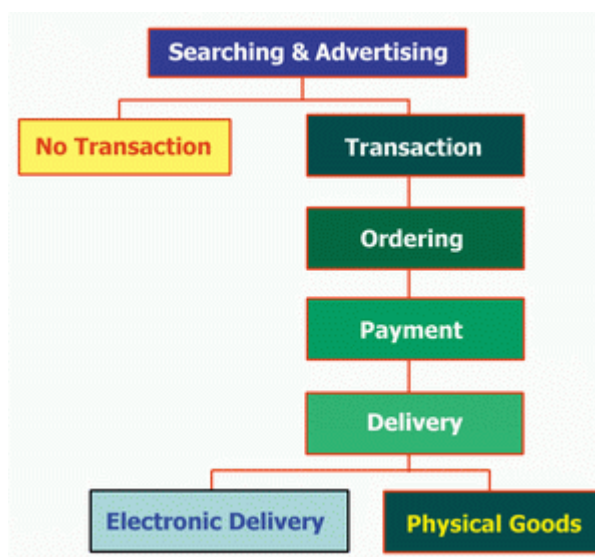 Searching & Advertising
No Transaction
Transaction
Ordering
Payment
Delivery
Electronic Delivery
Physical Goods